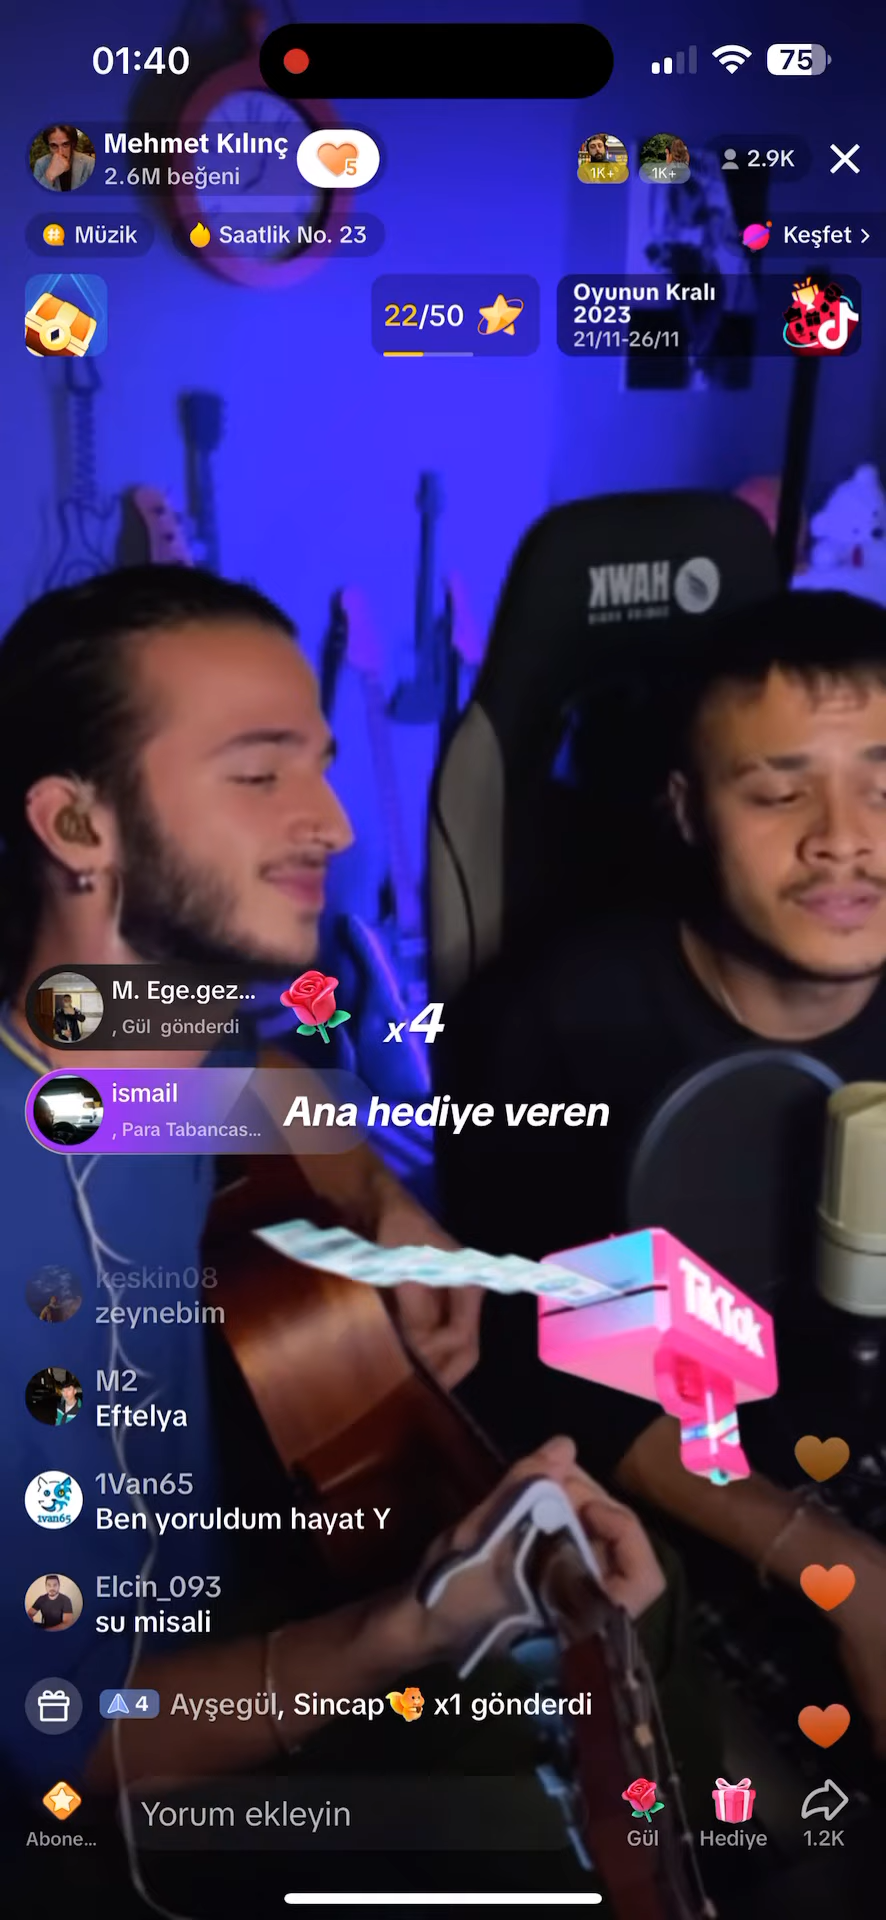 01:40
75
Mehmet Kılınç
2.6M beğeni
5
1K+
1K+
2.9K
Müzik
Saatlik No. 23
Keşfet >
22/50
Oyunun Kralı
2023
21/11-26/11
HAWK
M. Ege.gez...
, Gül gönderdi
x4
ismail
, Para Tabancas...
Ana hediye veren
TikTok
keskin08
zeynebim
M2
Eftelya
1Van65
1van65
Ben yoruldum hayat Y
Elcin_093
su misali
4 Ayşegül, Sincap🐿️ x1 gönderdi
Abone...
Yorum ekleyin
Gül
Hediye
1.2K